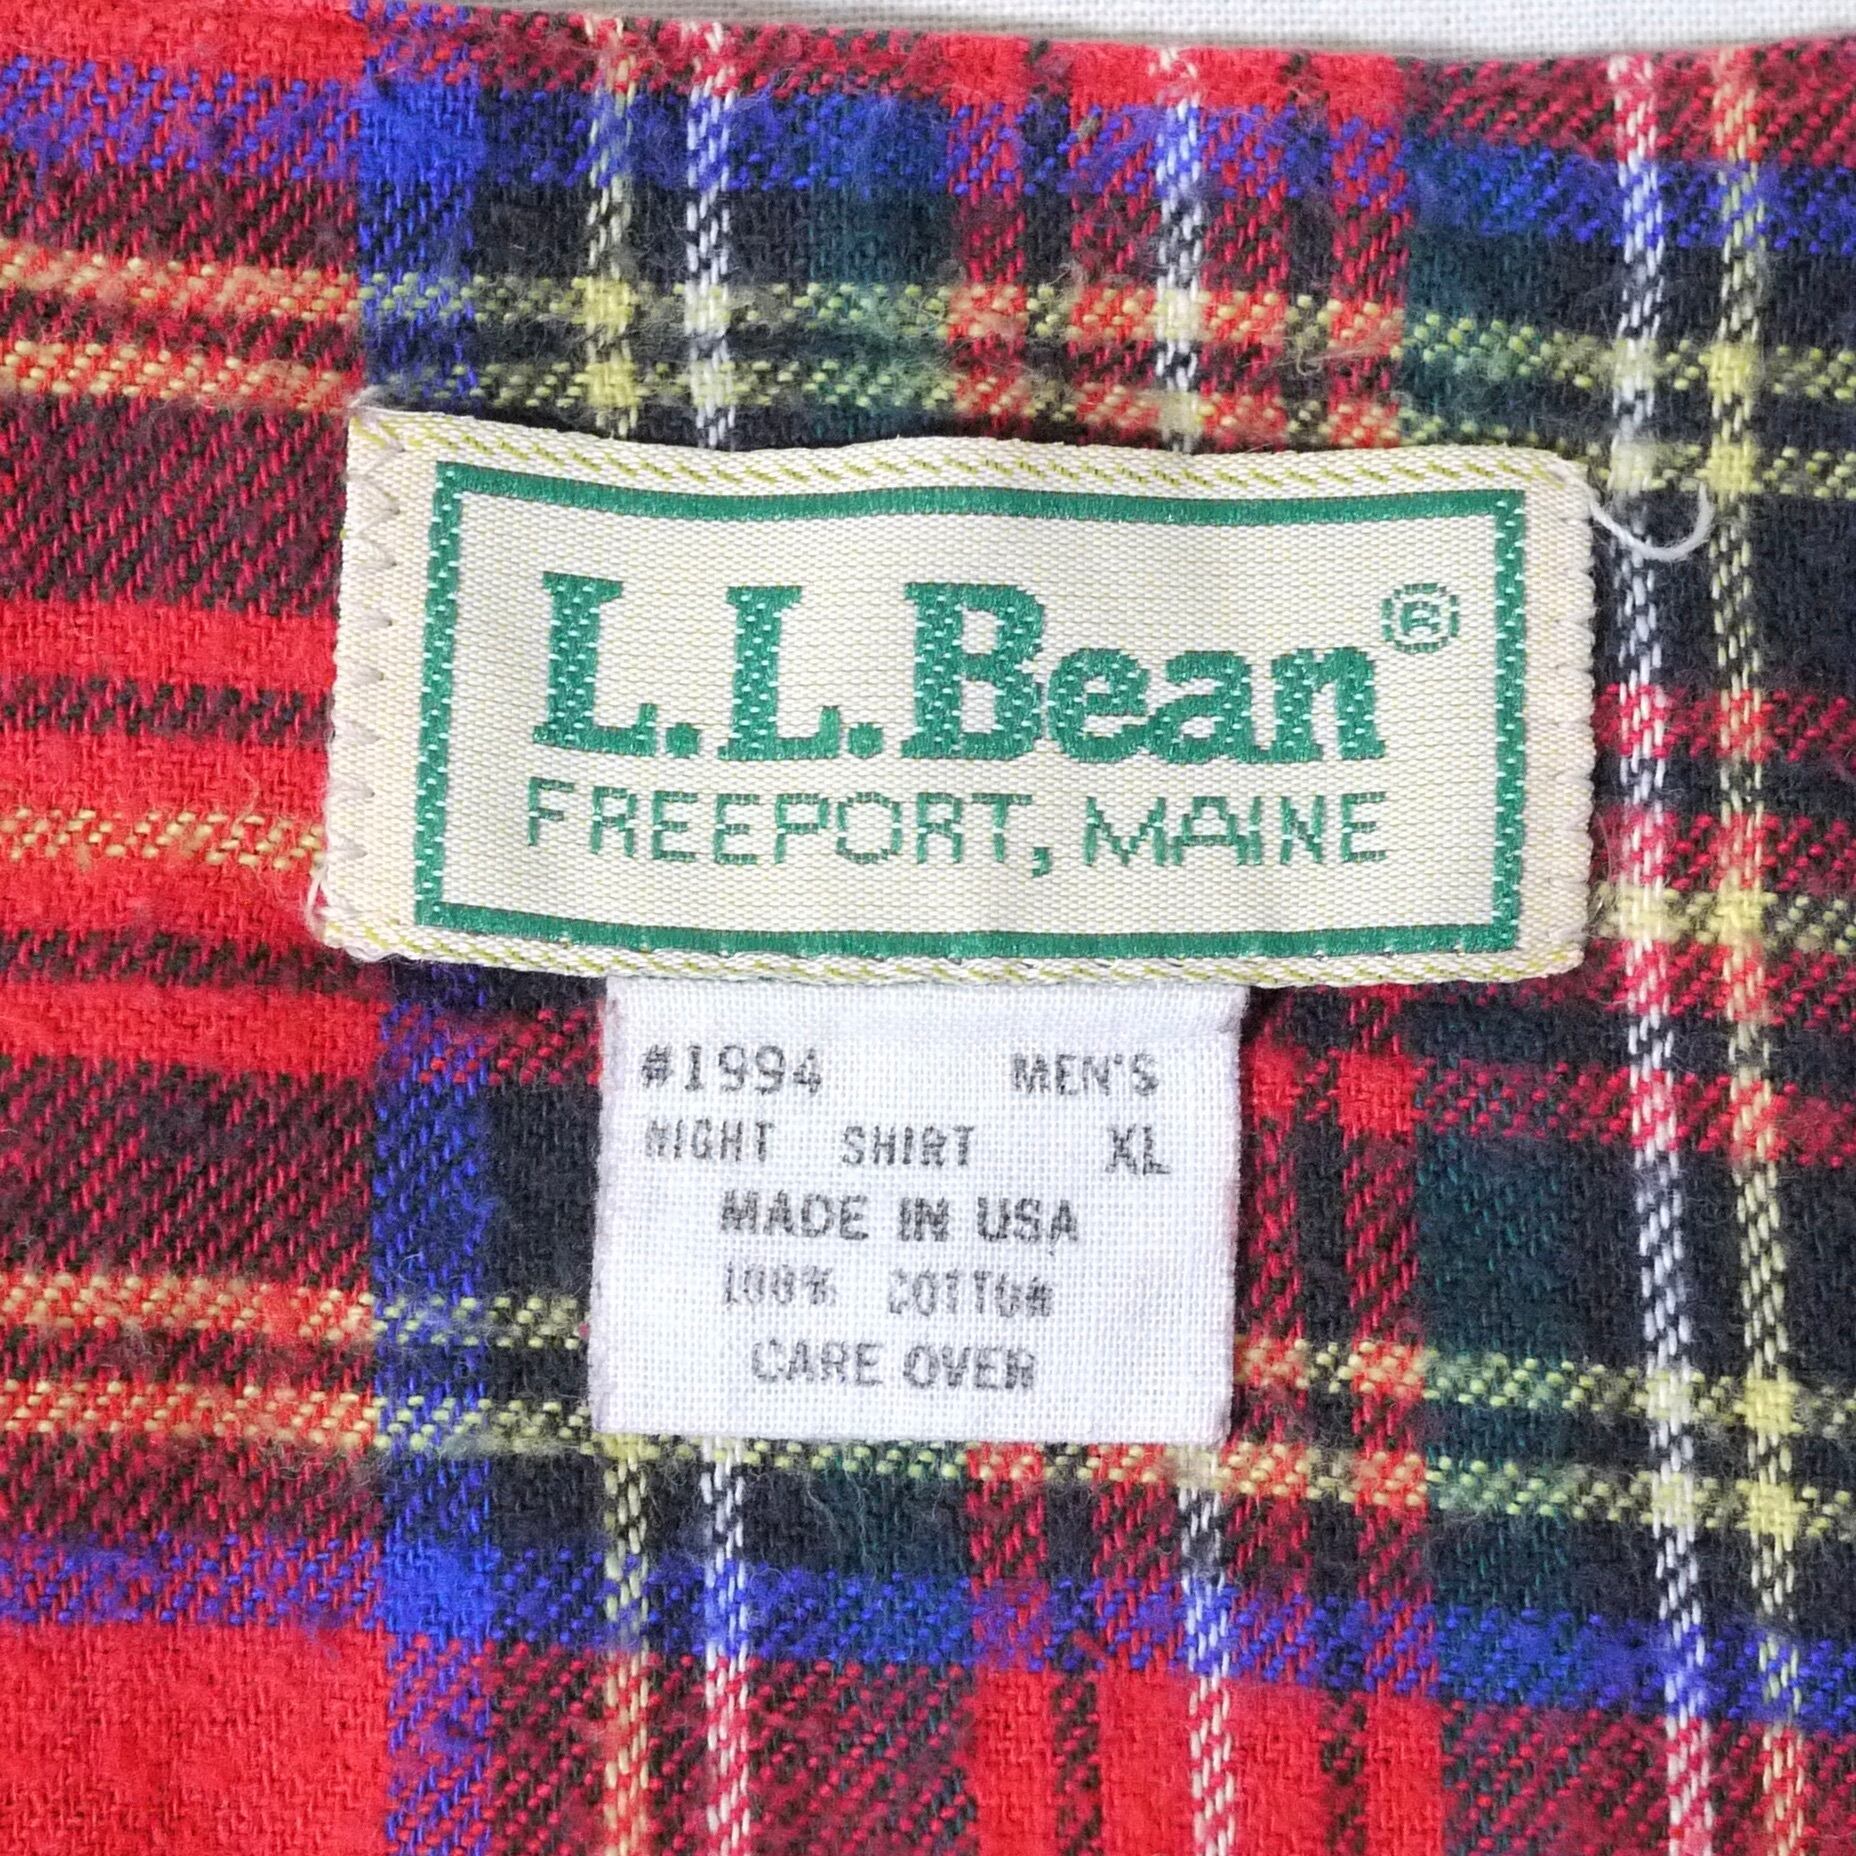 L.L.Bean®
FREEPORT, MAINE
#1994 MEN'S
NIGHT SHIRT XL
MADE IN USA
100% COTTON
CARE OVER